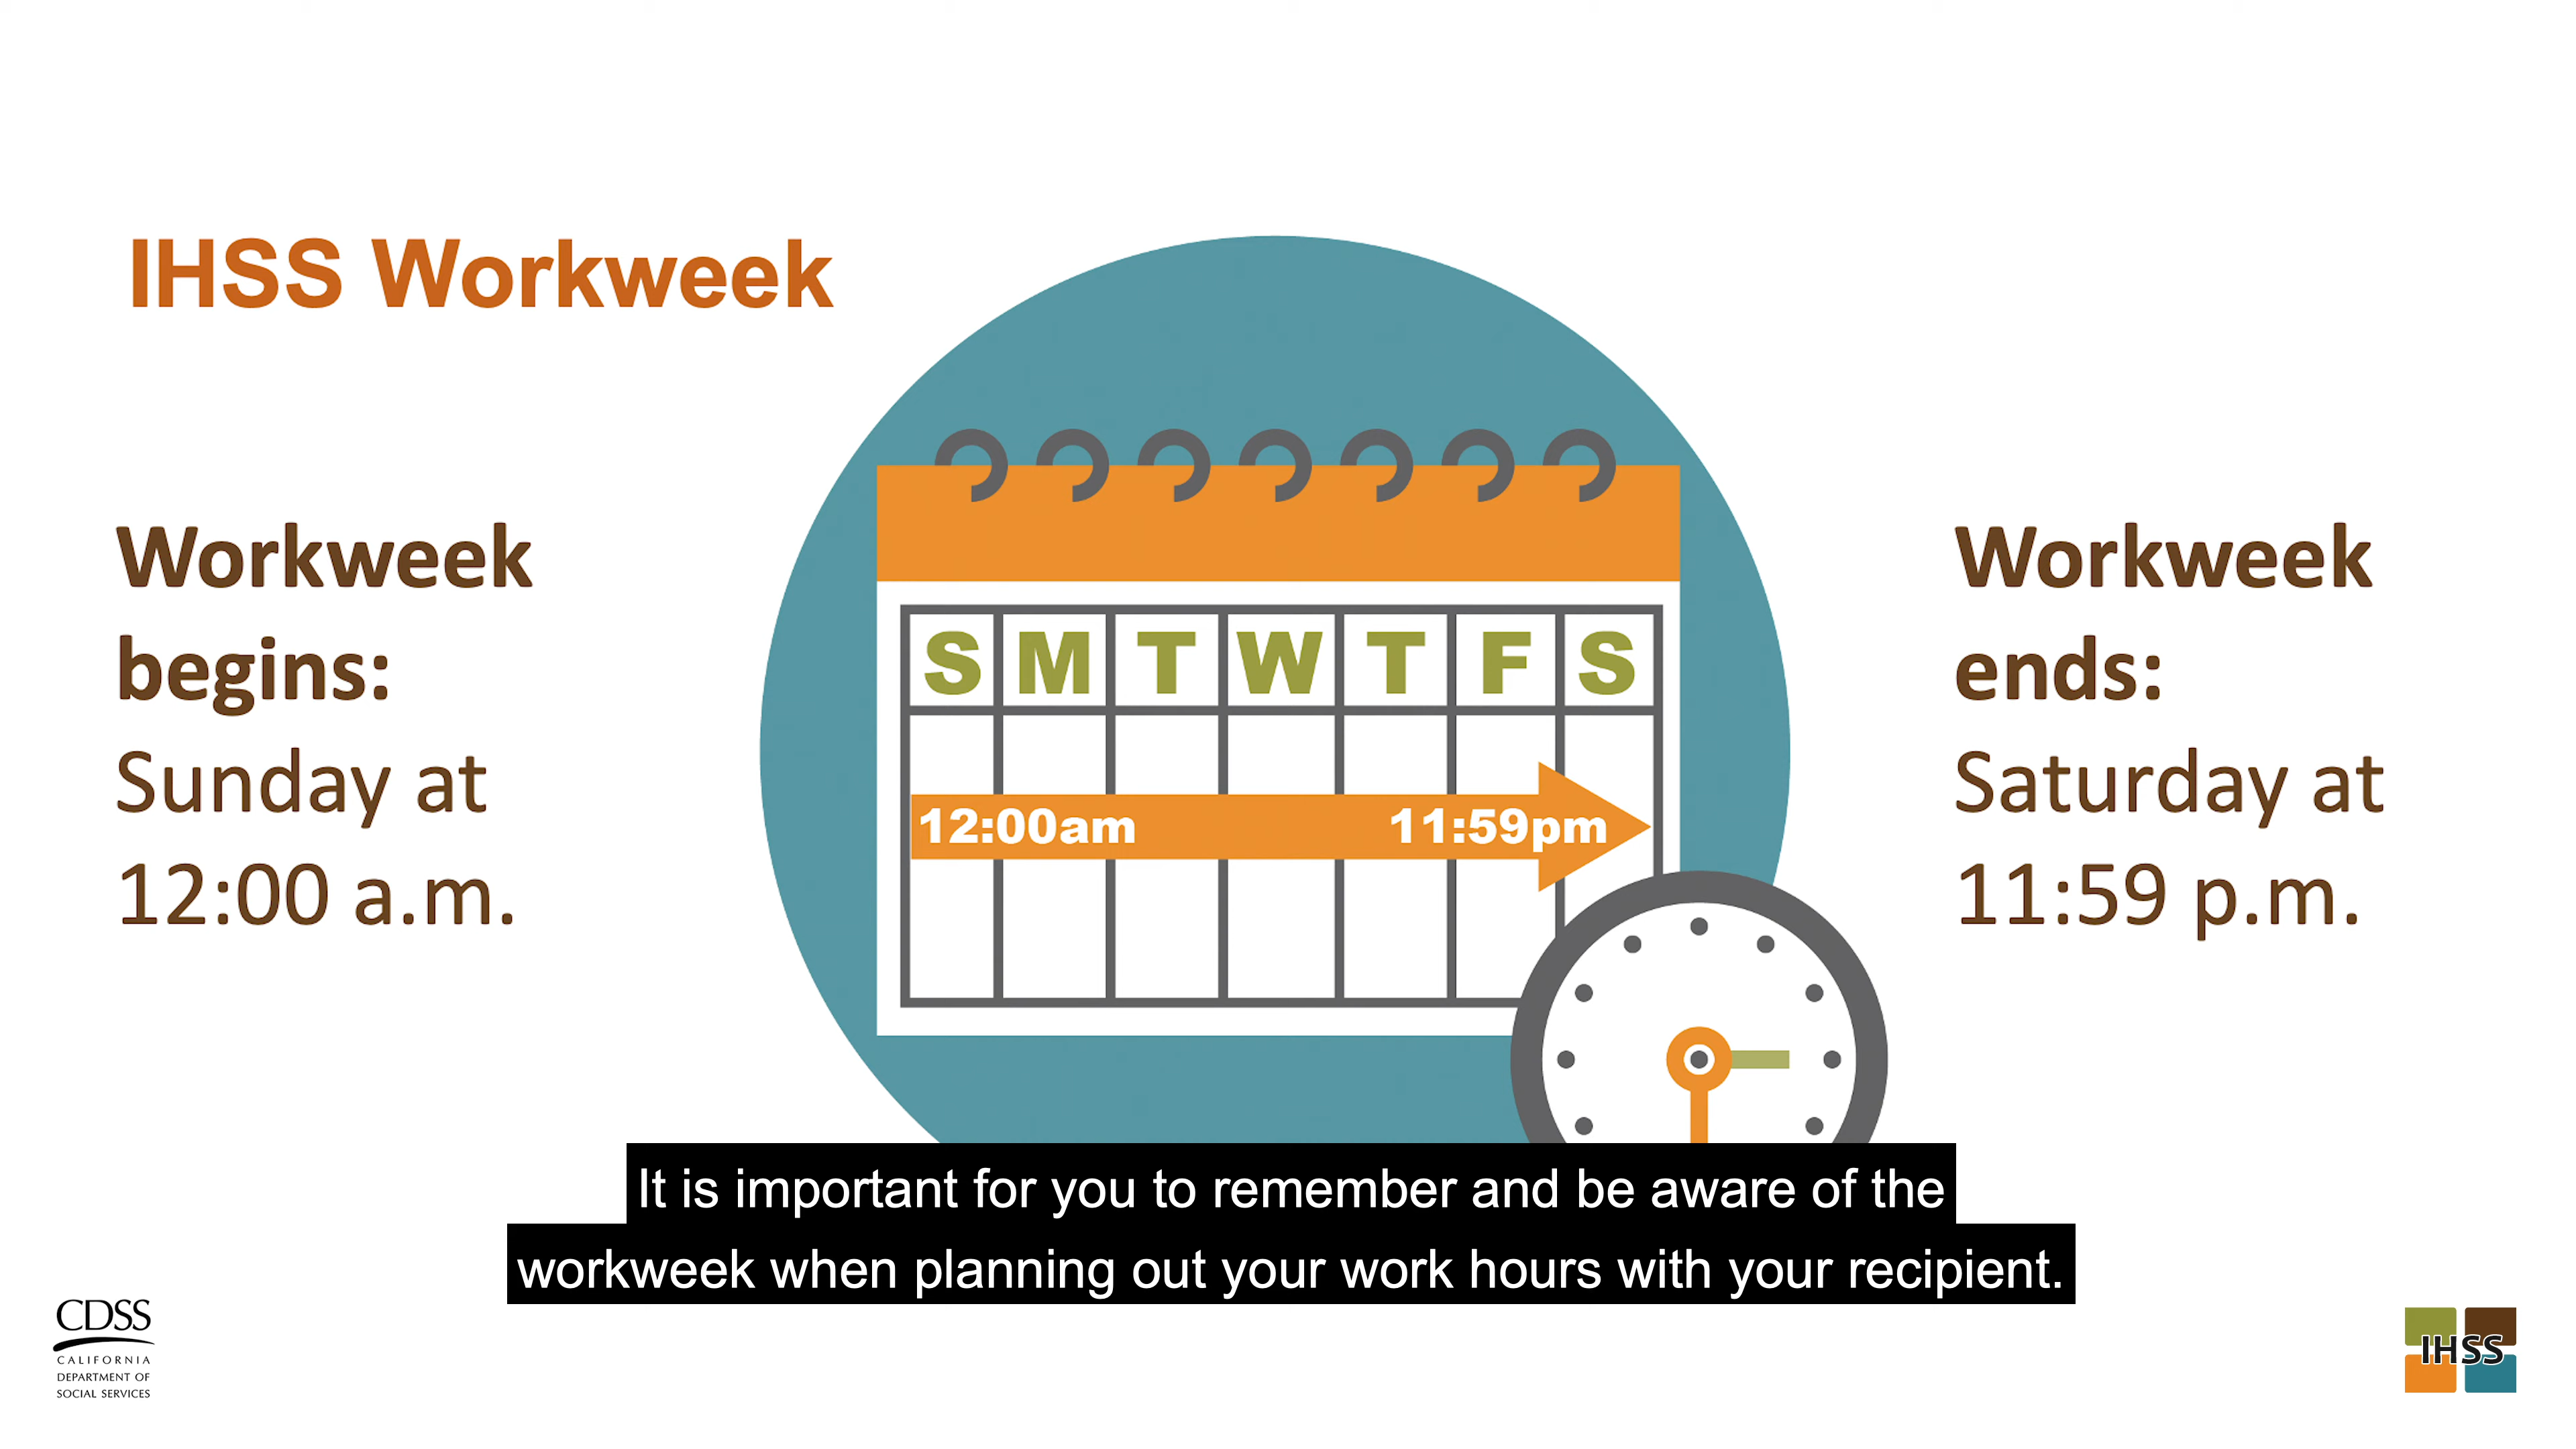 IHSS Workweek
Workweek
begins:
Sunday at
12:00 a.m.
S M T W T F S
12:00am 11:59pm
Workweek
ends:
Saturday at
11:59 p.m.
It is important for you to remember and be aware of the
workweek when planning out your work hours with your recipient.
CDSS
CALIFORNIA
DEPARTMENT OF
SOCIAL SERVICES
IHSS